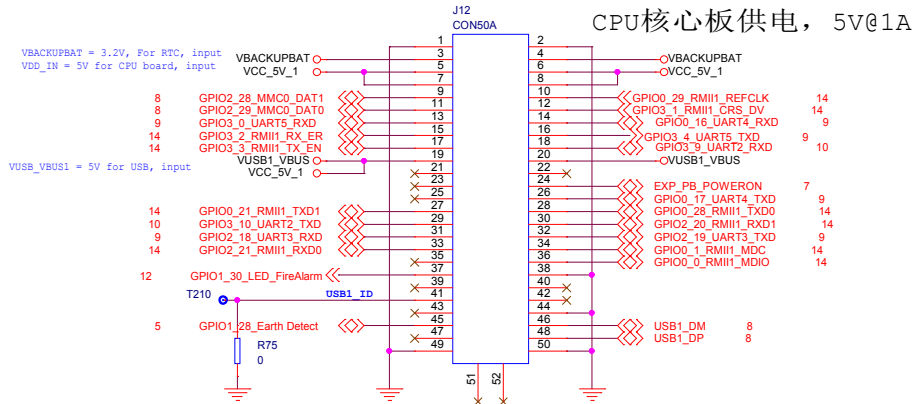 J12
CON50A
CPU核心板供电, 5V@1A
VBACKUPBAT = 3.2V, For RTC, input
VDD_IN = 5V for CPU board, input
1 2
VBACKUPBAT 3 4 VBACKUPBAT
VCC_5V_1 5 6 VCC_5V_1
7 8
8 GPIO2_28_MMC0_DAT1 9 10 GPIO0_29_RMII1_REFCLK 14
8 GPIO2_29_MMC0_DAT0 11 12 GPIO3_1_RMII1_CRS_DV 14
9 GPIO3_0_UART5_RXD 13 14 GPIO0_16_UART4_RXD 9
14 GPIO3_2_RMII1_RX_ER 15 16 GPIO3_4_UART5_TXD 9
14 GPIO3_3_RMII1_TX_EN 17 18 GPIO3_9_UART2_RXD 10
VUSB1_VBUS 19 20 VUSB1_VBUS
VUSB_VBUS1 = 5V for USB, input
VCC_5V_1 21 22
23 24 EXP_PB_POWERON 7
25 26 GPIO0_17_UART4_TXD 9
14 GPIO0_21_RMII1_TXD1 27 28 GPIO0_28_RMII1_TXD0 14
10 GPIO3_10_UART2_TXD 29 30 GPIO2_20_RMII1_RXD1 14
9 GPIO2_18_UART3_RXD 31 32 GPIO2_19_UART3_TXD 9
14 GPIO2_21_RMII1_RXD0 33 34 GPIO0_1_RMII1_MDC 14
35 36 GPIO0_0_RMII1_MDIO 14
12 GPIO1_30_LED_FireAlarm 37 38
39 40
T210 USB1_ID 41 42
43 44
5 GPIO1_28_Earth Detect 45 46 USB1_DM 8
47 48 USB1_DP 8
R75
0
49 50
51 52